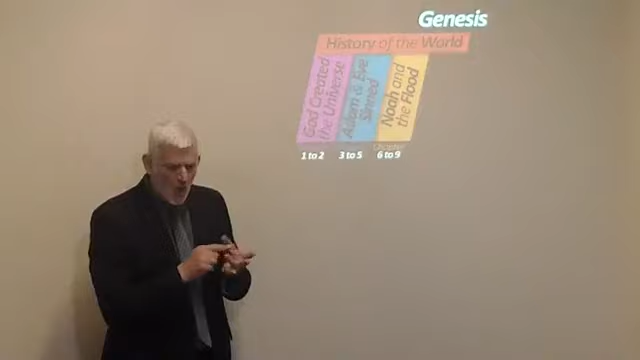 Genesis
History of the World
God Created
the Universe
Adam & Eve
Sinned
Noah and
the Flood
Chapter
1 to 2
3 to 5
6 to 9